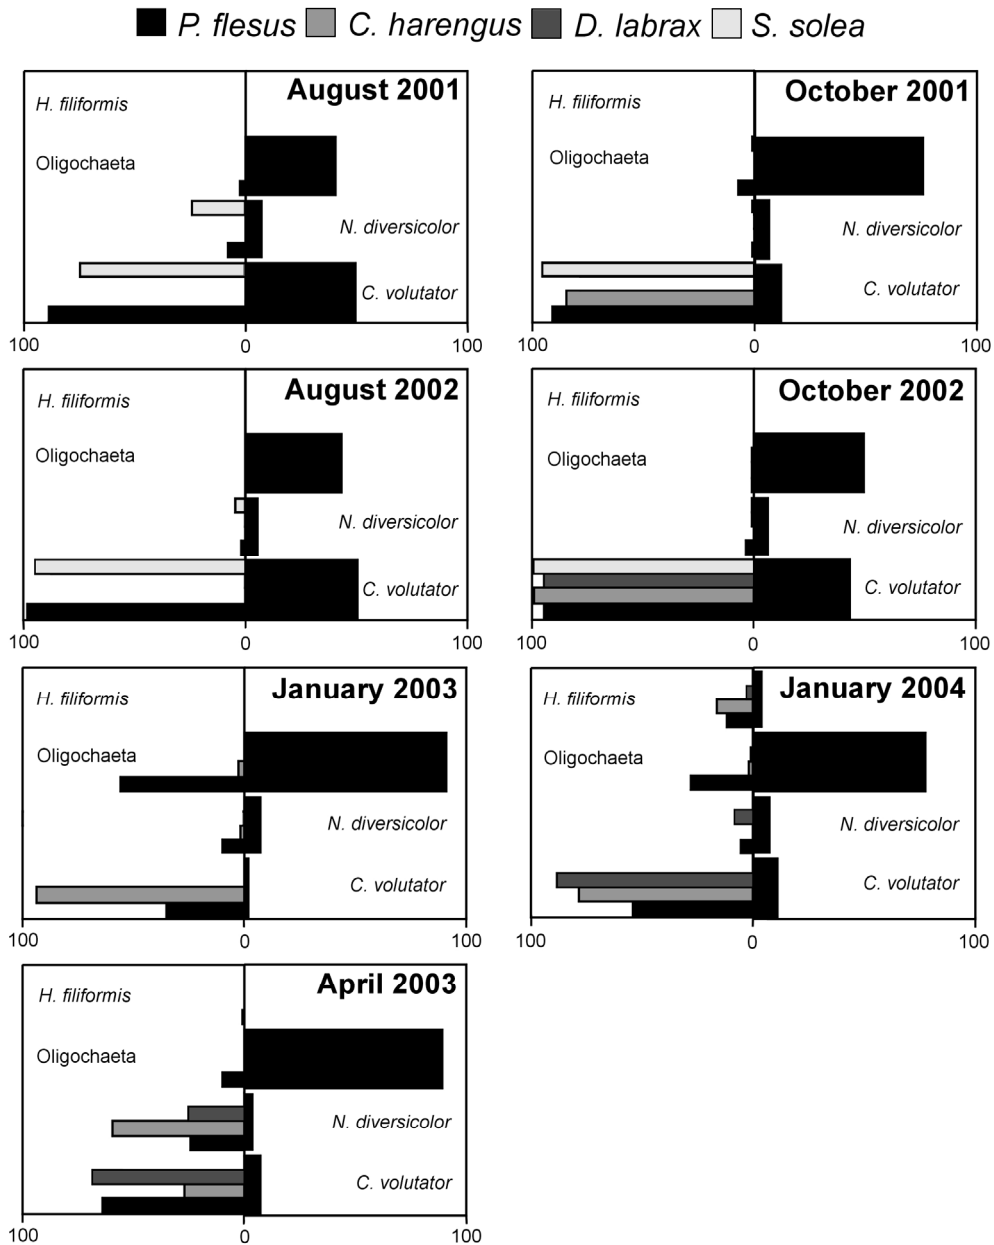 P. flesus C. harengus D. labrax S. solea
August 2001
H. filiformis
Oligochaeta
N. diversicolor
C. volutator
100 0 100
October 2001
H. filiformis
Oligochaeta
N. diversicolor
C. volutator
100 0 100
August 2002
H. filiformis
Oligochaeta
N. diversicolor
C. volutator
100 0 100
October 2002
H. filiformis
Oligochaeta
N. diversicolor
C. volutator
100 0 100
January 2003
H. filiformis
Oligochaeta
N. diversicolor
C. volutator
100 0 100
January 2004
H. filiformis
Oligochaeta
N. diversicolor
C. volutator
100 0 100
April 2003
H. filiformis
Oligochaeta
N. diversicolor
C. volutator
100 0 100